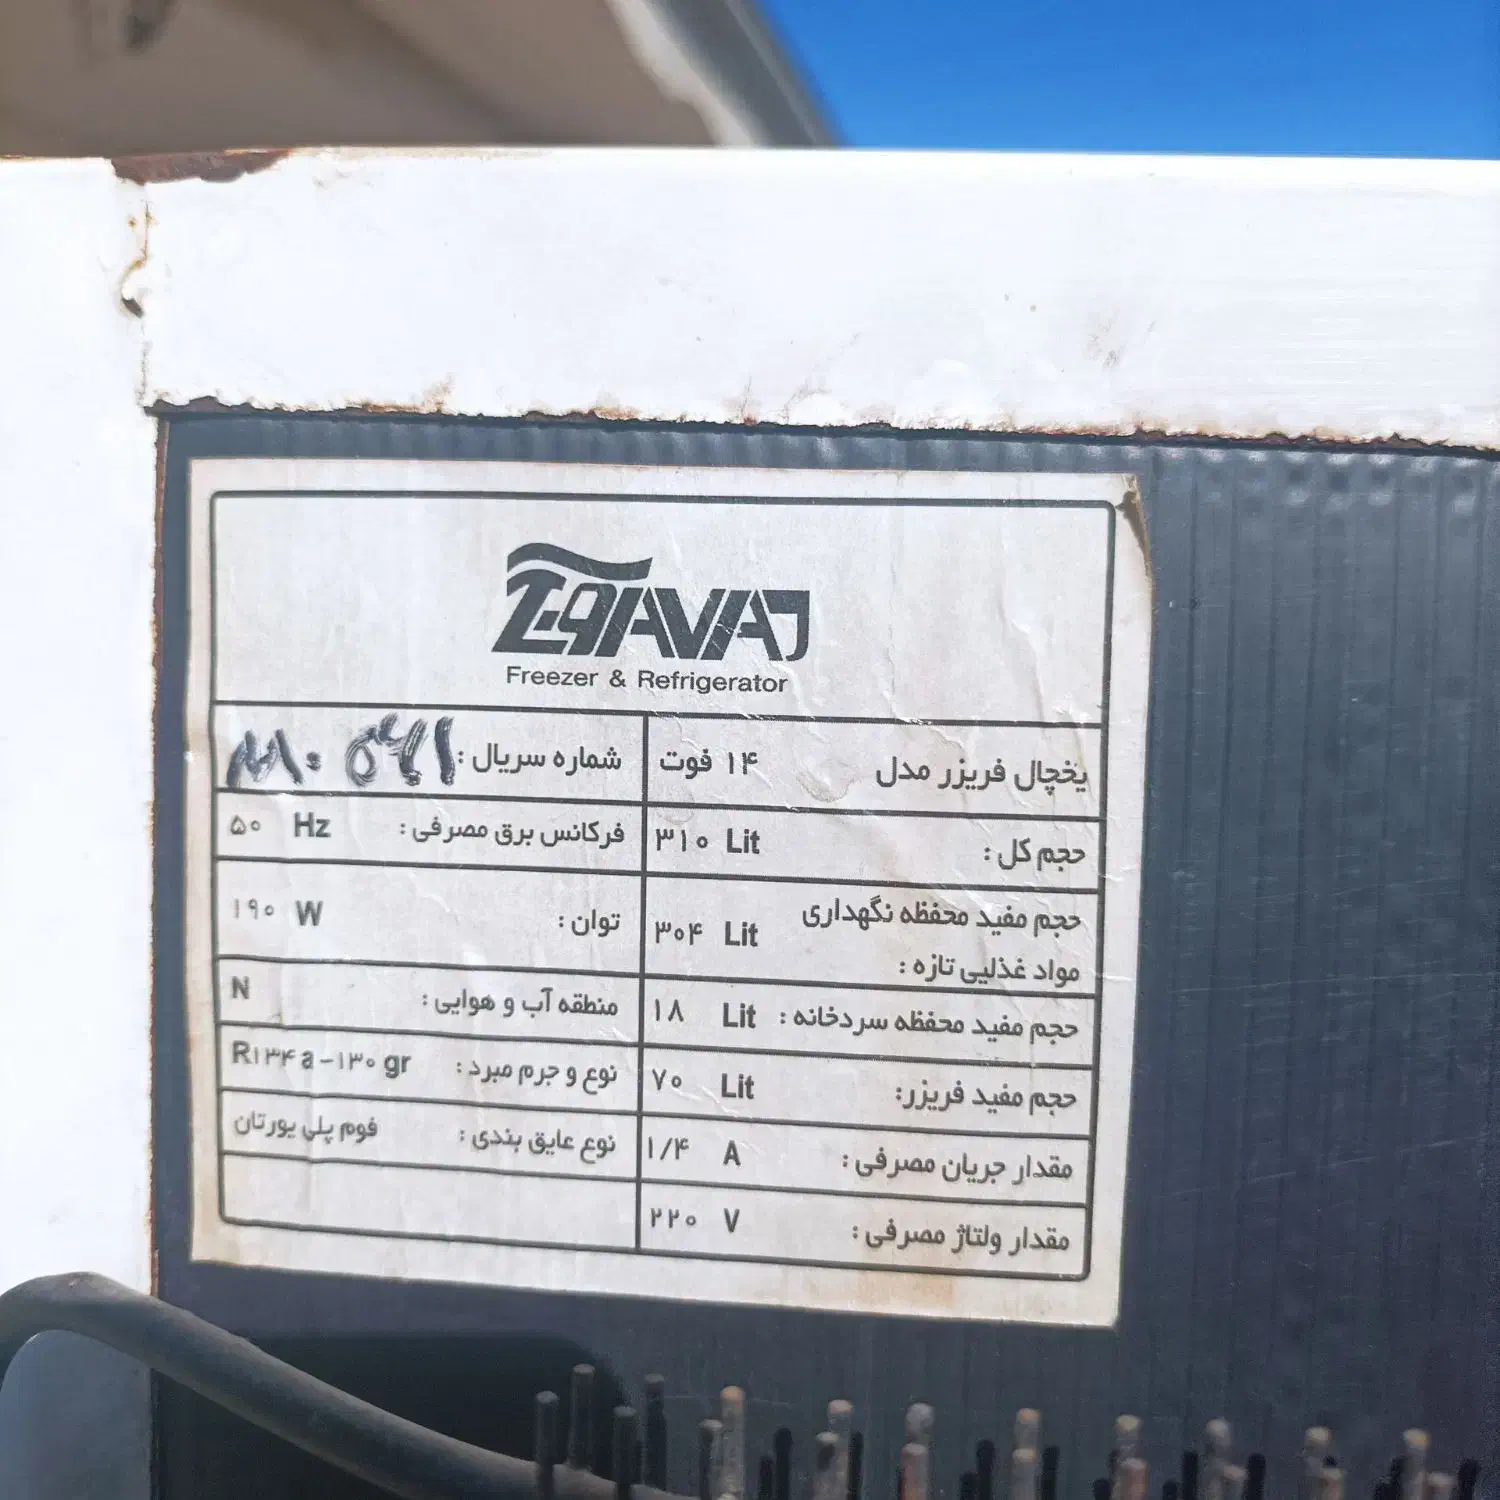 TAVAJ
Freezer & Refrigerator
یخچال فریزر مدل ۱۴ فوت
حجم کل : ۳۱۰ Lit
حجم مفید محفظه نگهداری
مواد غذایی تازه : ۳۰۴ Lit
حجم مفید محفظه سردخانه : ۱۸ Lit
حجم مفید فریزر: ۷۰ Lit
مقدار جریان مصرفی : ۱/۴ A
مقدار ولتاژ مصرفی : ۲۲۰ V
شماره سریال :
فرکانس برق مصرفی : ۵۰ Hz
توان : ۱۹۰ W
منطقه آب و هوایی : N
نوع و جرم مبرد : R۱۳۴a-۱۳۰ gr
نوع عایق بندی : فوم پلی یورتان